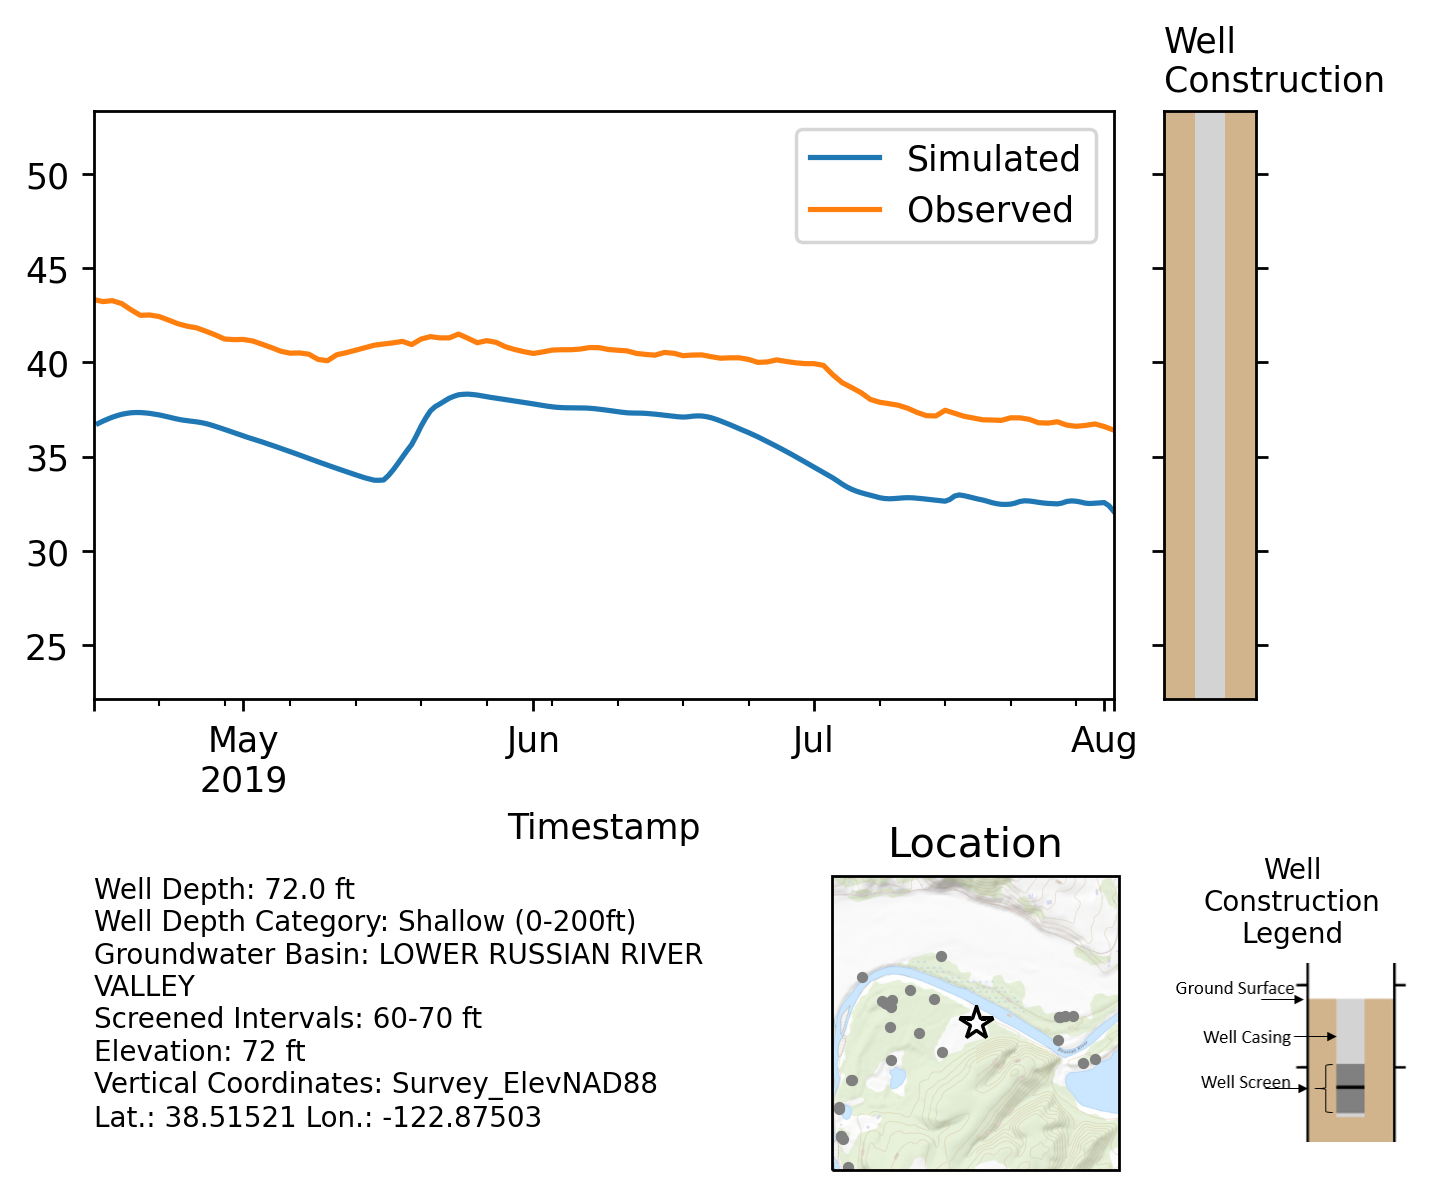 Well
Construction
Simulated
Observed
50
45
40
35
30
25
May
2019
Jun
Jul
Aug
Timestamp
Well Depth: 72.0 ft
Well Depth Category: Shallow (0-200ft)
Groundwater Basin: LOWER RUSSIAN RIVER
VALLEY
Screened Intervals: 60-70 ft
Elevation: 72 ft
Vertical Coordinates: Survey_ElevNAD88
Lat.: 38.51521 Lon.: -122.87503
Location
Russian River
Well
Construction
Legend
Ground Surface
Well Casing
Well Screen